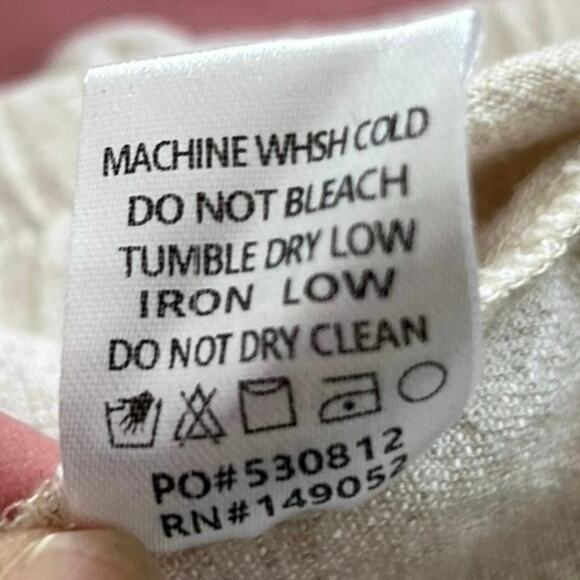 MACHINE WHSH COLD
DO NOT BLEACH
TUMBLE DRY LOW
IRON LOW
DO NOT DRY CLEAN
PO#530812
RN#149052